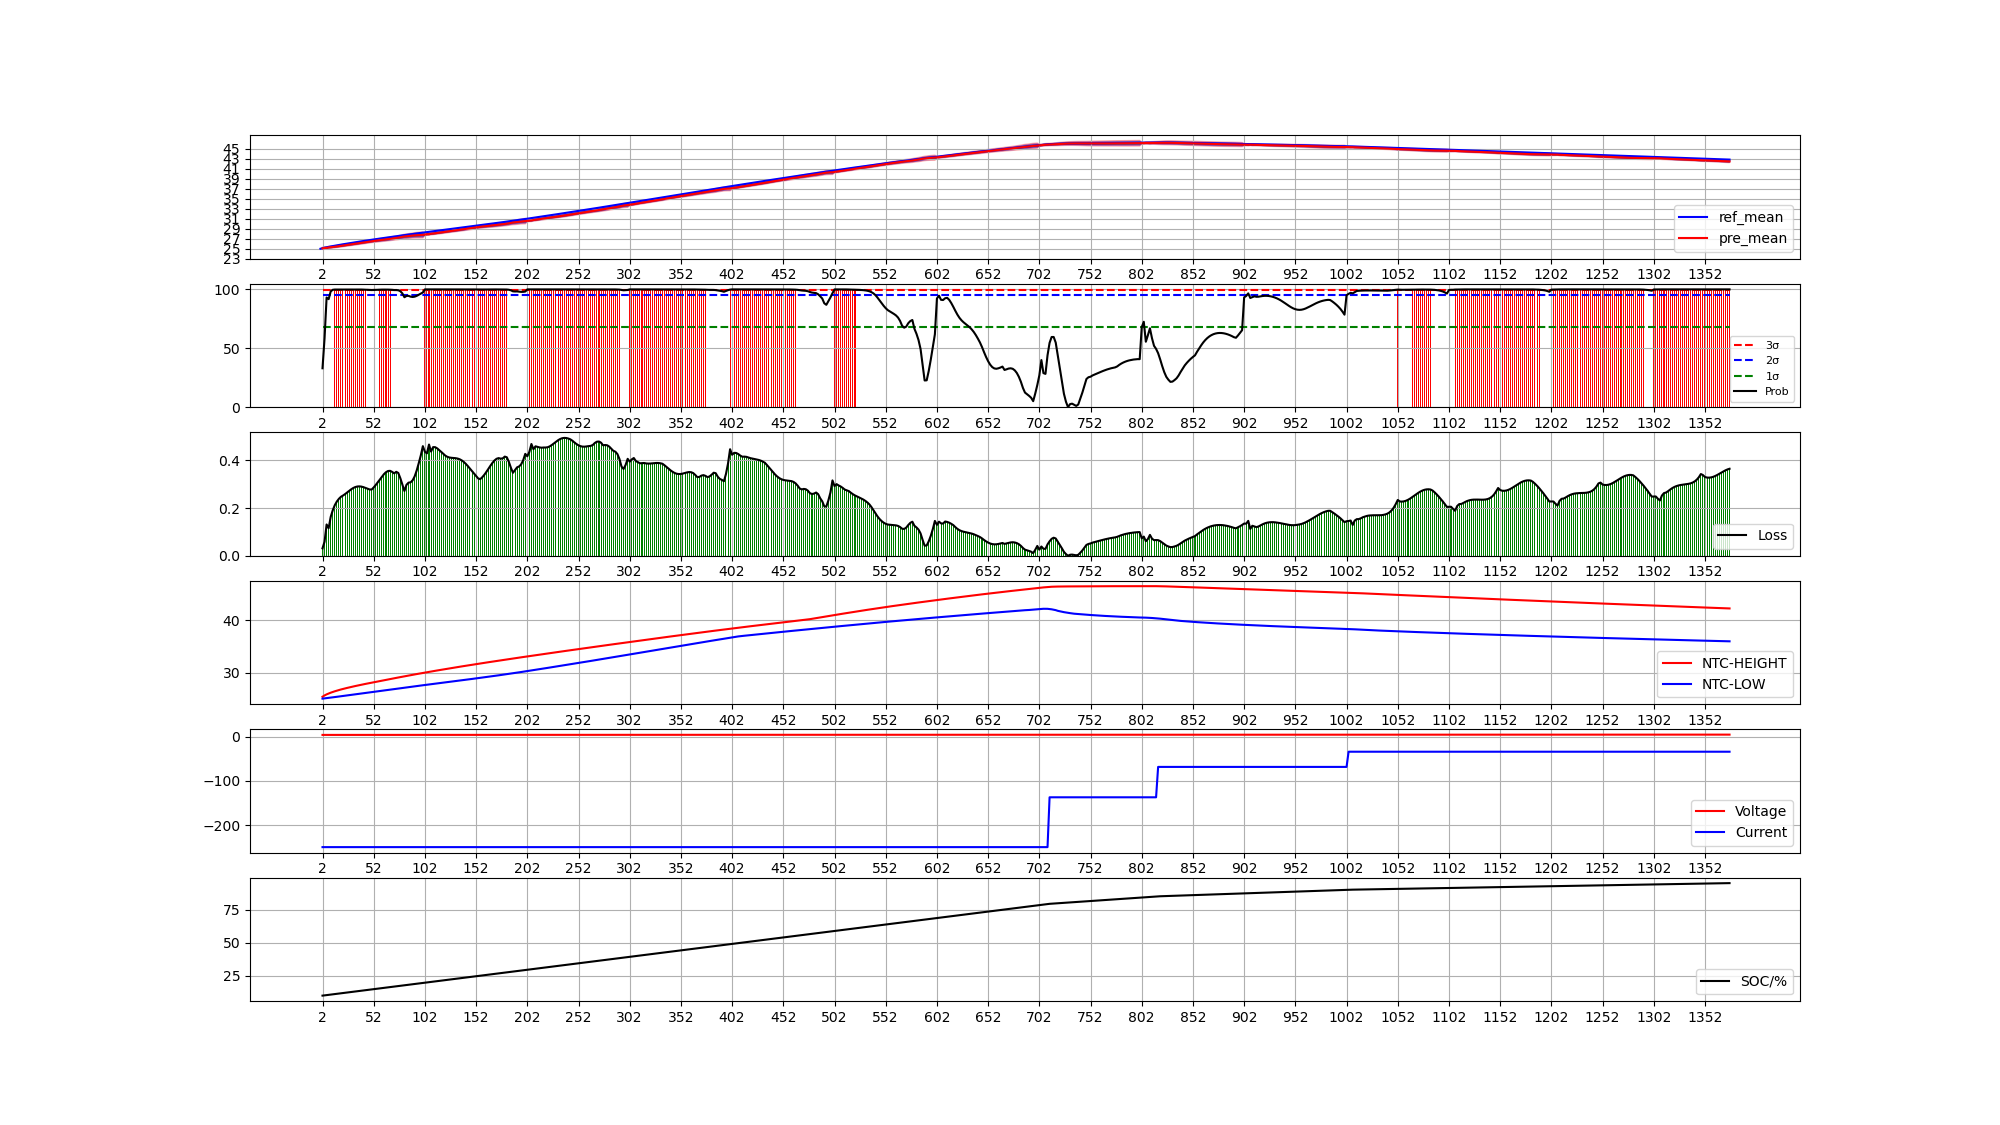 45
43
41
39
37
35
33
31
29
27
25
23
ref_mean
pre_mean
2 52 102 152 202 252 302 352 402 452 502 552 602 652 702 752 802 852 902 952 1002 1052 1102 1152 1202 1252 1302 1352
100
50
0
3σ
2σ
1σ
Prob
2 52 102 152 202 252 302 352 402 452 502 552 602 652 702 752 802 852 902 952 1002 1052 1102 1152 1202 1252 1302 1352
0.4
0.2
0.0
Loss
2 52 102 152 202 252 302 352 402 452 502 552 602 652 702 752 802 852 902 952 1002 1052 1102 1152 1202 1252 1302 1352
40
30
NTC-HEIGHT
NTC-LOW
2 52 102 152 202 252 302 352 402 452 502 552 602 652 702 752 802 852 902 952 1002 1052 1102 1152 1202 1252 1302 1352
0
−100
−200
Voltage
Current
2 52 102 152 202 252 302 352 402 452 502 552 602 652 702 752 802 852 902 952 1002 1052 1102 1152 1202 1252 1302 1352
75
50
25
SOC/%
2 52 102 152 202 252 302 352 402 452 502 552 602 652 702 752 802 852 902 952 1002 1052 1102 1152 1202 1252 1302 1352